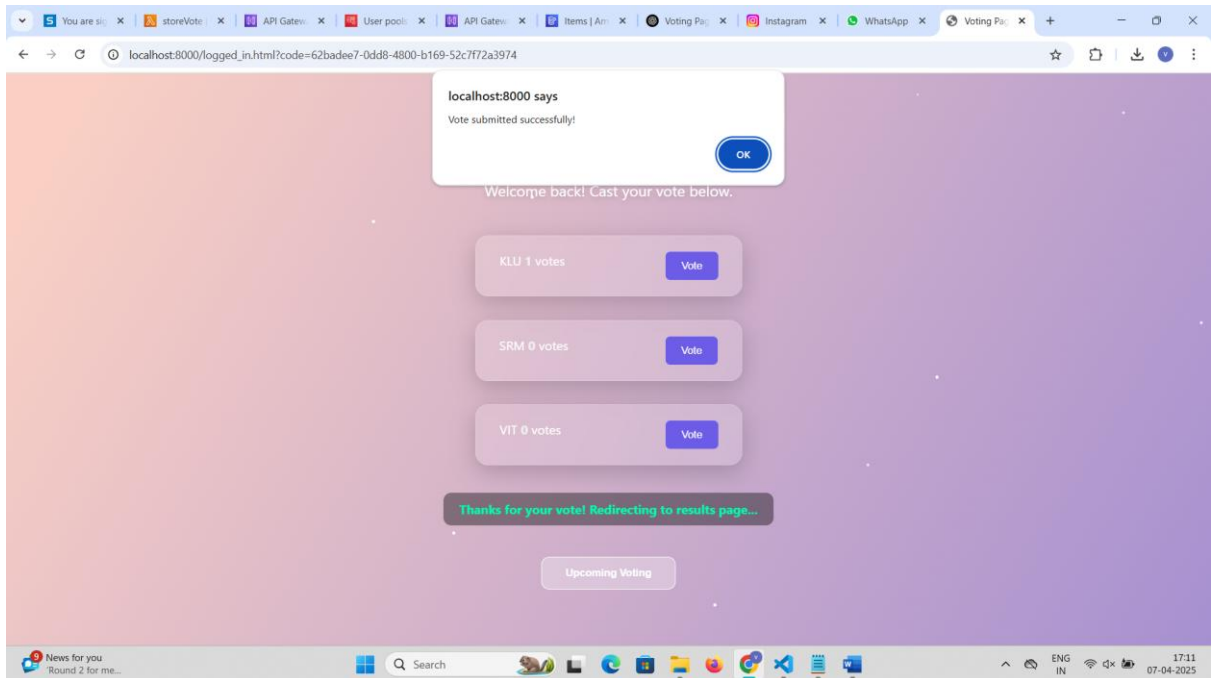 You are sig
storeVote
API Gatew
User pools
API Gatew
Items | Am
Voting Pag
Instagram
WhatsApp
Voting Pag
localhost:8000/logged_in.html?code=62badee7-0dd8-4800-b169-52c7f72a3974
localhost:8000 says
Vote submitted successfully!
OK
Welcome back! Cast your vote below.
KLU 1 votes
Vote
SRM 0 votes
Vote
VIT 0 votes
Vote
Thanks for your vote! Redirecting to results page...
Upcoming Voting
9
News for you
'Round 2 for me...
Search
ENG
IN
17:11
07-04-2025